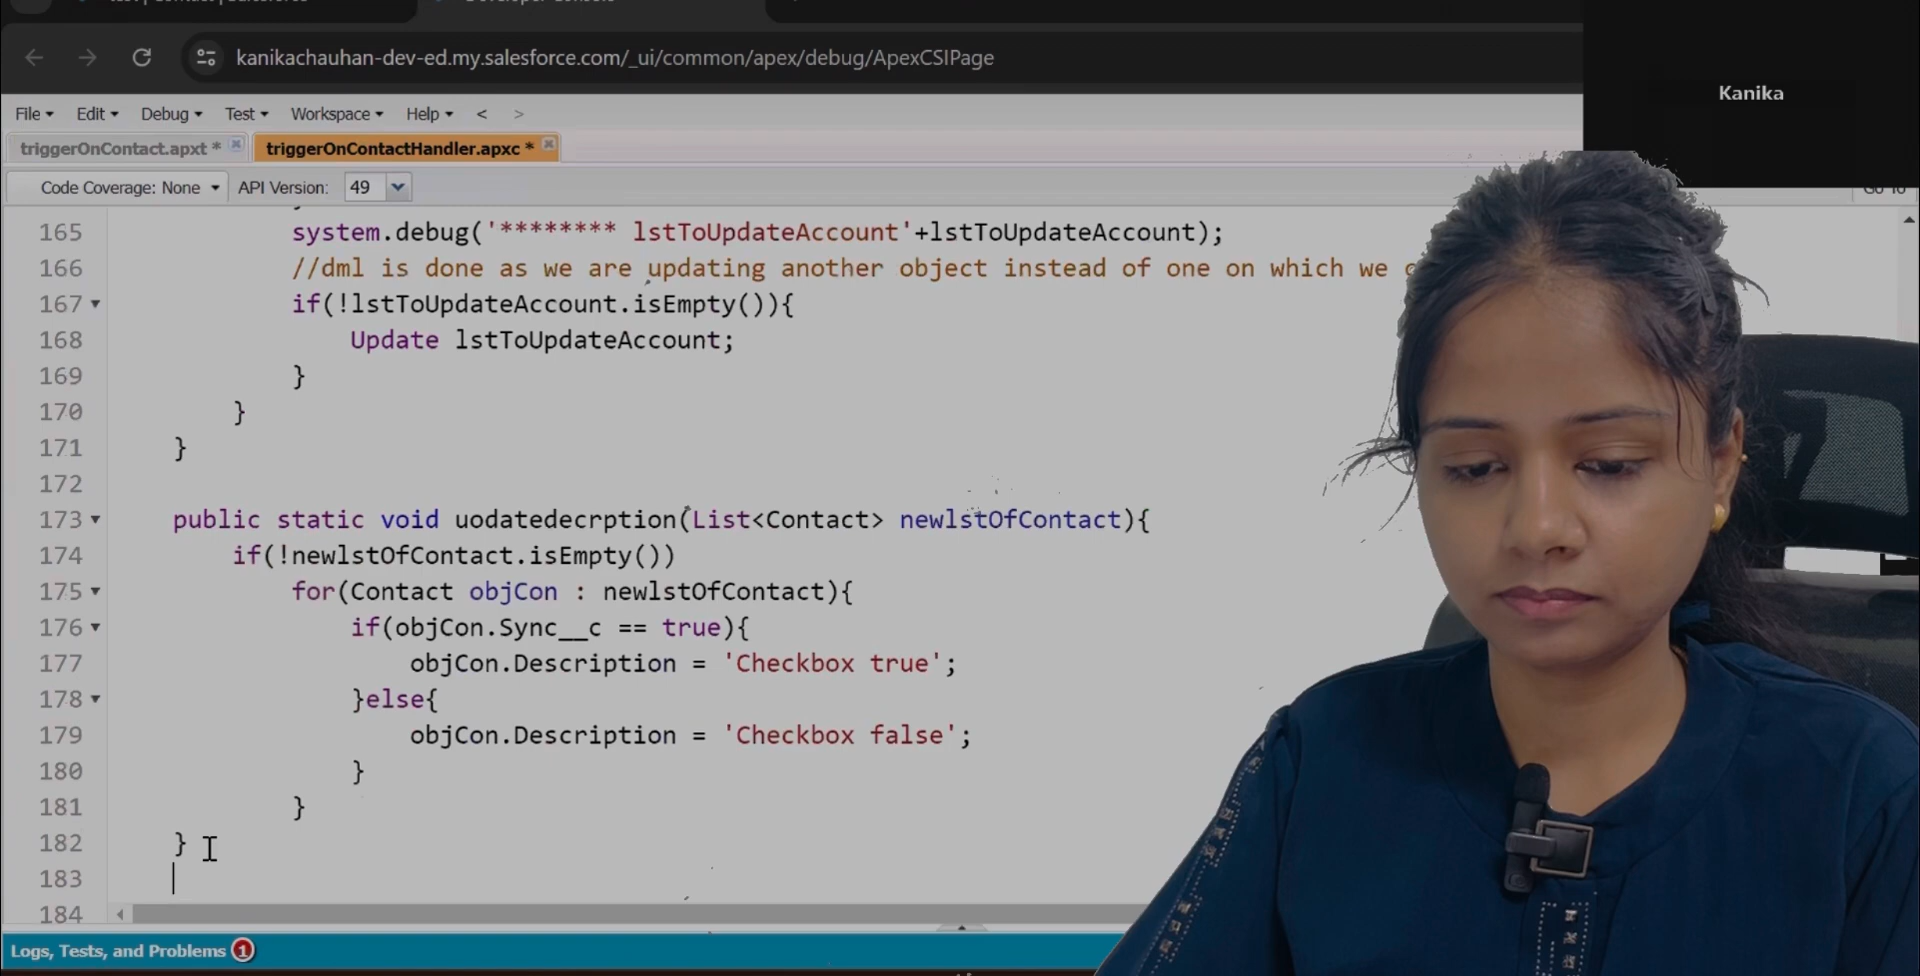 kanikachauhan-dev-ed.my.salesforce.com/_ui/common/apex/debug/ApexCSIPage
Kanika
File Edit Debug Test Workspace Help < >
triggerOnContact.apxt * triggerOnContactHandler.apxc *
Code Coverage: None API Version: 49 Go To
165 system.debug('******** lstToUpdateAccount'+lstToUpdateAccount);
166 //dml is done as we are updating another object instead of one on which we
167 if(!lstToUpdateAccount.isEmpty()){
168 Update lstToUpdateAccount;
169 }
170 }
171 }
172
173 public static void uodatedecrption(List<Contact> newlstOfContact){
174 if(!newlstOfContact.isEmpty())
175 for(Contact objCon : newlstOfContact){
176 if(objCon.Sync__c == true){
177 objCon.Description = 'Checkbox true';
178 }else{
179 objCon.Description = 'Checkbox false';
180 }
181 }
182 }
183
184
Logs, Tests, and Problems 1